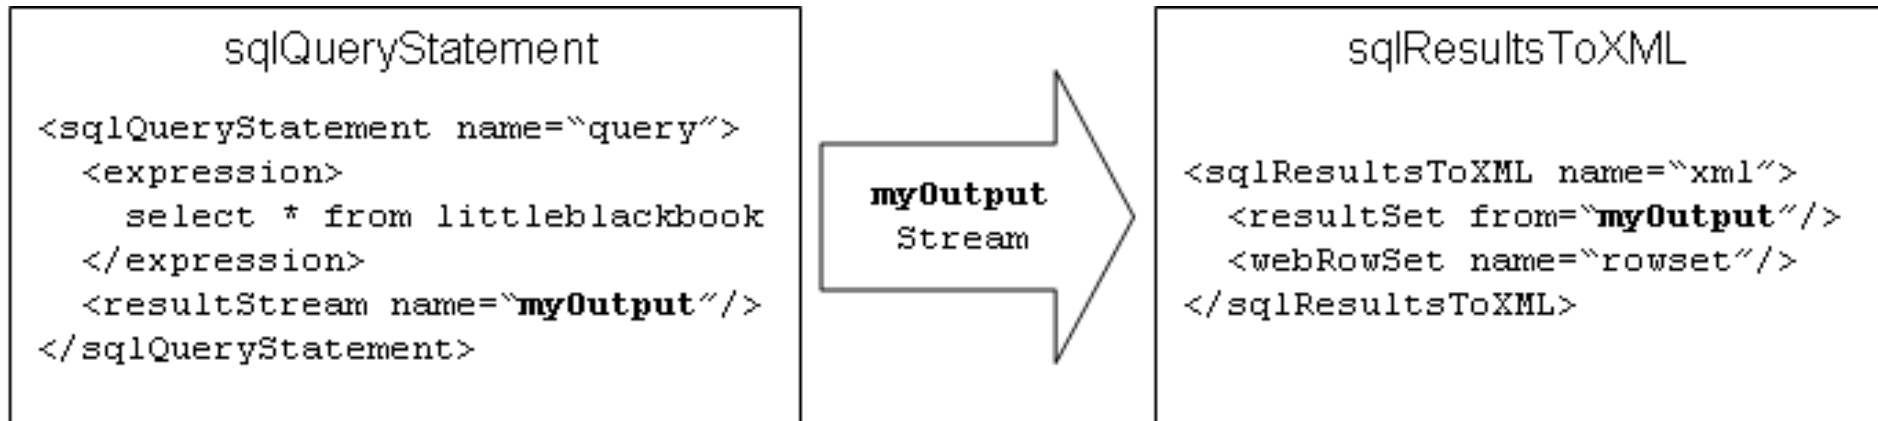 sqlQueryStatement
<sqlQueryStatement name=“query”>
<expression>
select * from littleblackbook
</expression>
<resultStream name=“myOutput”/>
</sqlQueryStatement>
myOutput
Stream
sqlResultsToXML
<sqlResultsToXML name=“xml”>
<resultSet from=“myOutput”/>
<webRowSet name=“rowset”/>
</sqlResultsToXML>